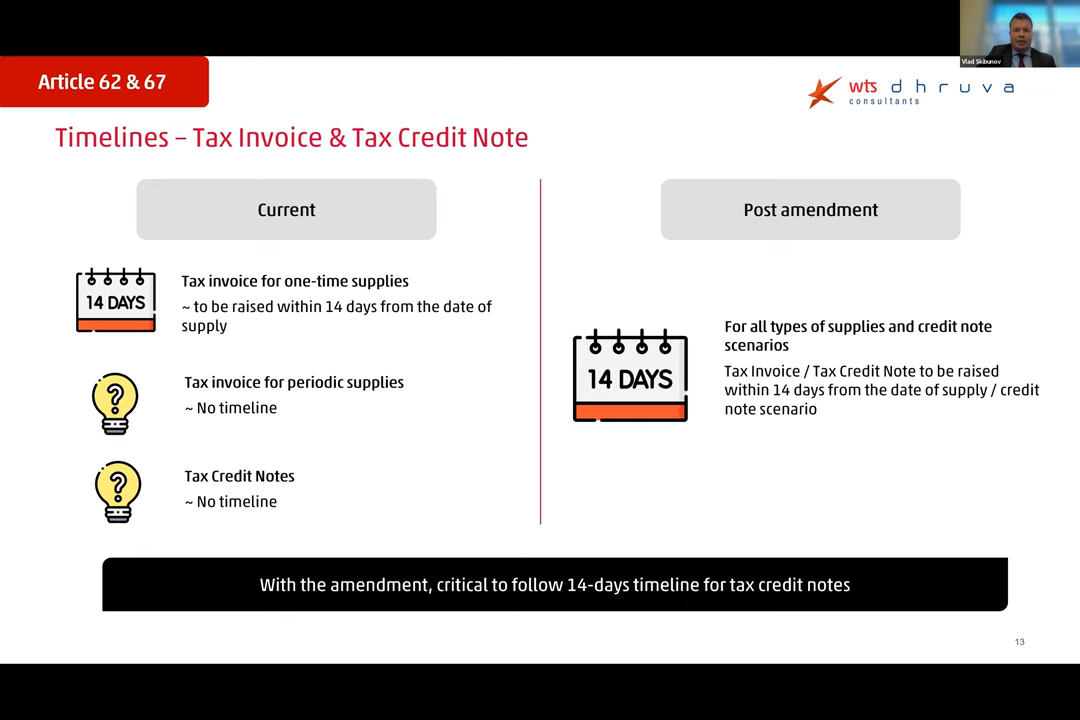 Vlad Skibunov
Article 62 & 67
wts dhruva
consultants
Timelines – Tax Invoice & Tax Credit Note
Current
14 DAYS
Tax invoice for one-time supplies
~ to be raised within 14 days from the date of
supply
Tax invoice for periodic supplies
~ No timeline
Tax Credit Notes
~ No timeline
Post amendment
14 DAYS
For all types of supplies and credit note
scenarios
Tax Invoice / Tax Credit Note to be raised
within 14 days from the date of supply / credit
note scenario
With the amendment, critical to follow 14-days timeline for tax credit notes
13